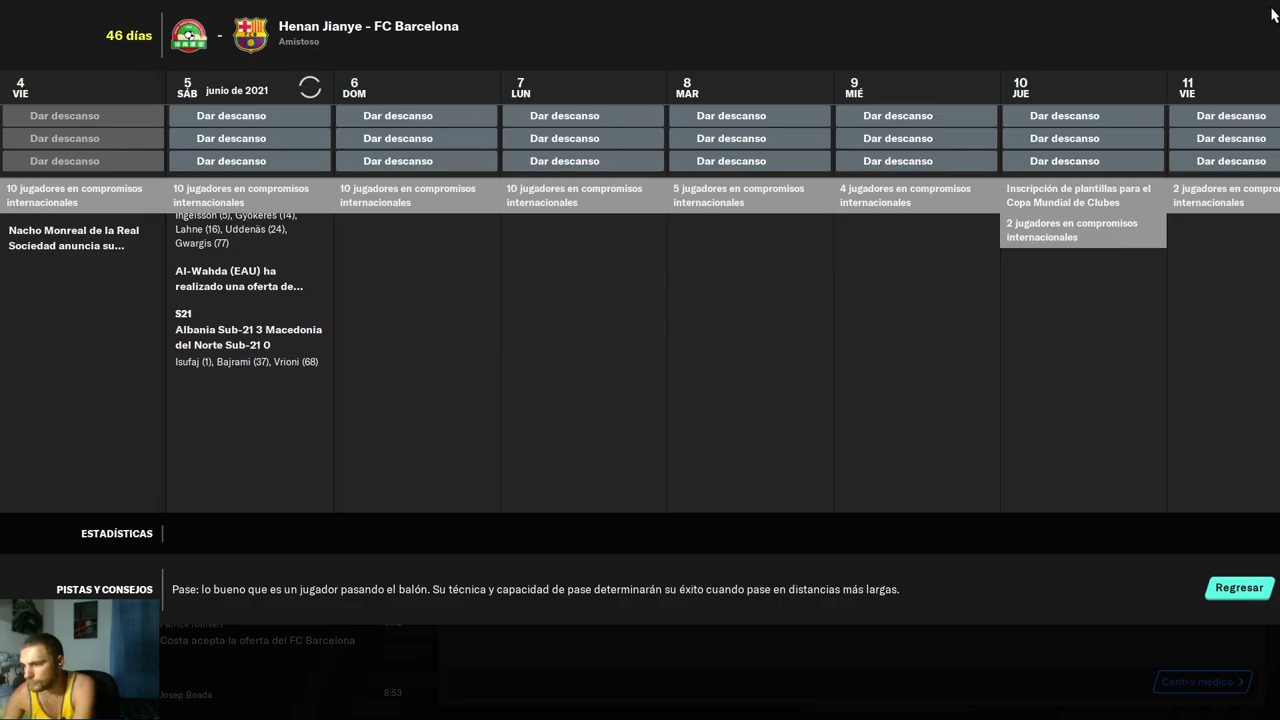 46 días
-
Henan Jianye - FC Barcelona
Amistoso
4
VIE
5
SÁB junio de 2021
6
DOM
7
LUN
8
MAR
9
MIÉ
10
JUE
11
VIE
Dar descanso Dar descanso Dar descanso Dar descanso Dar descanso Dar descanso Dar descanso Dar descanso
Dar descanso Dar descanso Dar descanso Dar descanso Dar descanso Dar descanso Dar descanso Dar descanso
Dar descanso Dar descanso Dar descanso Dar descanso Dar descanso Dar descanso Dar descanso Dar descanso
10 jugadores en compromisos
internacionales
Nacho Monreal de la Real
Sociedad anuncia su...
10 jugadores en compromisos
internacionales
Ingelsson (5), Gyökeres (14),
Lahne (16), Uddenäs (24),
Gwargis (77)
Al-Wahda (EAU) ha
realizado una oferta de...
S21
Albania Sub-21 3 Macedonia
del Norte Sub-21 0
Isufaj (1), Bajrami (37), Vrioni (68)
10 jugadores en compromisos
internacionales
10 jugadores en compromisos
internacionales
5 jugadores en compromisos
internacionales
4 jugadores en compromisos
internacionales
Inscripción de plantillas para el
Copa Mundial de Clubes
2 jugadores en compromisos
internacionales
2 jugadores en compro
internacionales
ESTADÍSTICAS
PISTAS Y CONSEJOS
Pase: lo bueno que es un jugador pasando el balón. Su técnica y capacidad de pase determinarán su éxito cuando pase en distancias más largas.
Regresar
Costa acepta la oferta del FC Barcelona
Josep Boada 8:53
Centro médico